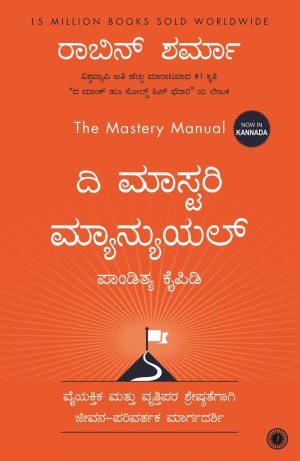 15 MILLION BOOKS SOLD WORLDWIDE
ರಾಬಿನ್ ಶರ್ಮಾ
ವಿಶ್ವವ್ಯಾಪಿ ಅತಿ ಹೆಚ್ಚು ಮಾರಾಟವಾದ #1 ಕೃತಿ
"ದ ಮಾಂಕ್ ಹೂ ಸೋಲ್ಡ್ ಹಿಸ್ ಫೆರಾರಿ" ಯ ಲೇಖಕ
The Mastery Manual
NOW IN
KANNADA
ದಿ ಮಾಸ್ಟರಿ
ಮ್ಯಾನ್ಯುಯಲ್
ಪಾಂಡಿತ್ಯ ಕೈಪಿಡಿ
ವೈಯಕ್ತಿಕ ಮತ್ತು ವೃತ್ತಿಪರ ಶ್ರೇಷ್ಠತೆಗಾಗಿ
ಜೀವನ-ಪರಿವರ್ತಕ ಮಾರ್ಗದರ್ಶಿ